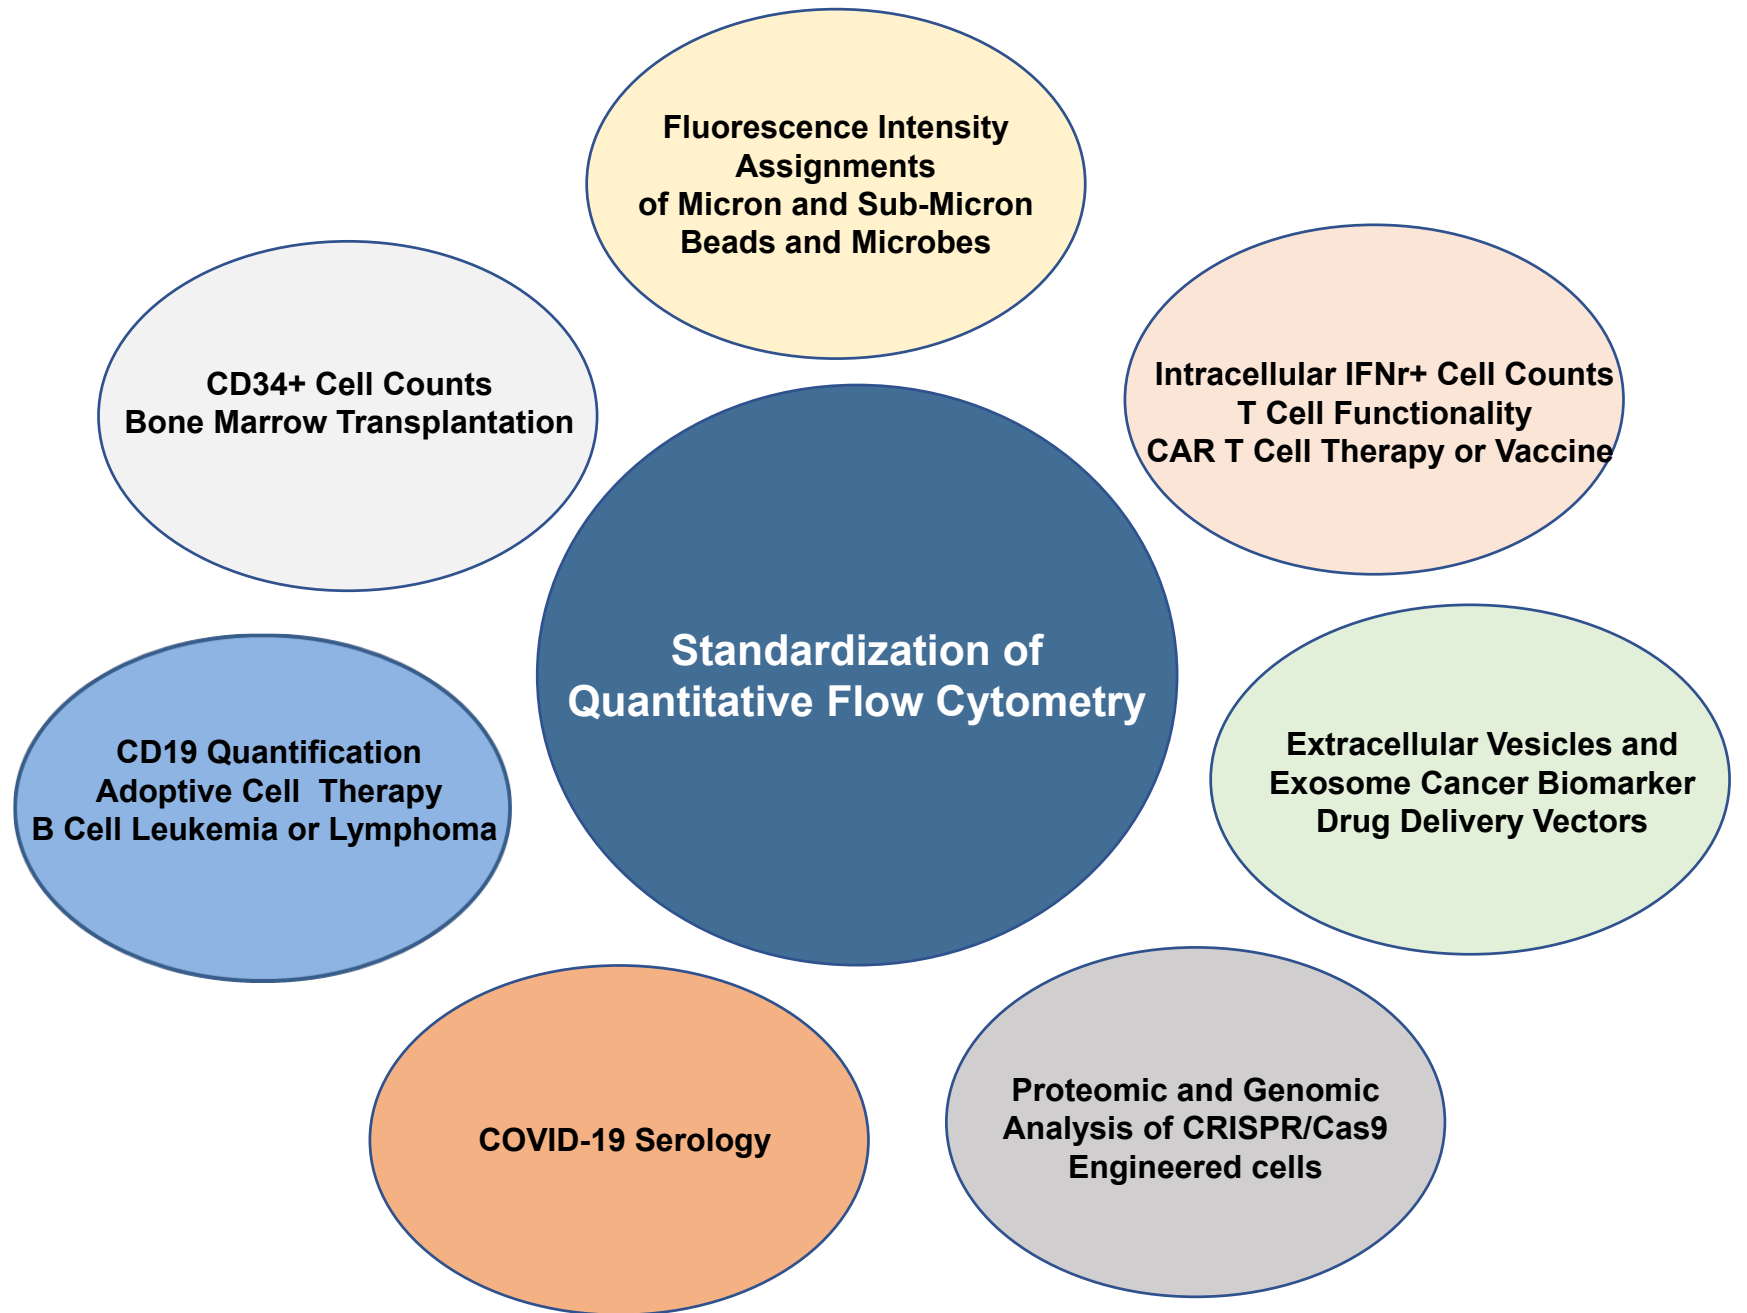 Fluorescence Intensity
Assignments
of Micron and Sub-Micron
Beads and Microbes
CD34+ Cell Counts
Bone Marrow Transplantation
Intracellular IFNr+ Cell Counts
T Cell Functionality
CAR T Cell Therapy or Vaccine
Standardization of
Quantitative Flow Cytometry
CD19 Quantification
Adoptive Cell  Therapy
B Cell Leukemia or Lymphoma
Extracellular Vesicles and
Exosome Cancer Biomarker
Drug Delivery Vectors
COVID-19 Serology
Proteomic and Genomic
Analysis of CRISPR/Cas9
Engineered cells